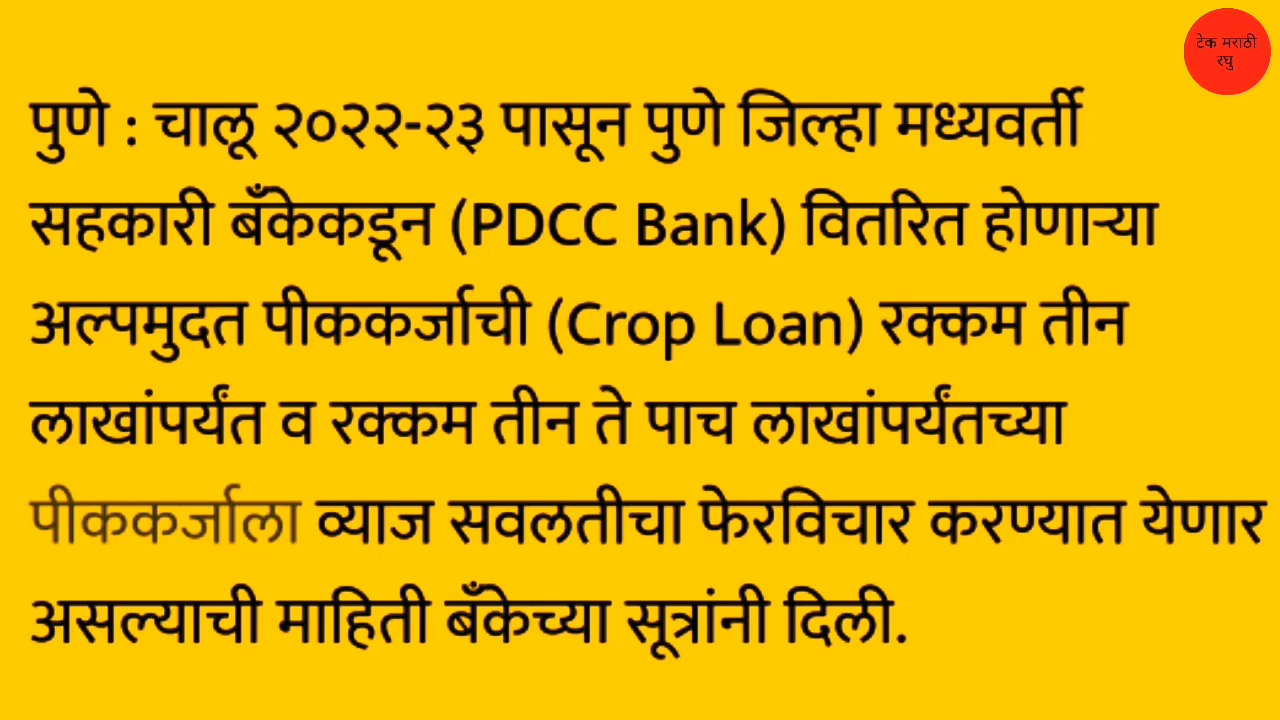 टेक मराठी
रघु
पुणे : चालू २०२२-२३ पासून पुणे जिल्हा मध्यवर्ती
सहकारी बँकेकडून (PDCC Bank) वितरित होणाऱ्या
अल्पमुदत पीककर्जाची (Crop Loan) रक्कम तीन
लाखांपर्यंत व रक्कम तीन ते पाच लाखांपर्यंतच्या
पीककर्जाला व्याज सवलतीचा फेरविचार करण्यात येणार
असल्याची माहिती बँकेच्या सूत्रांनी दिली.